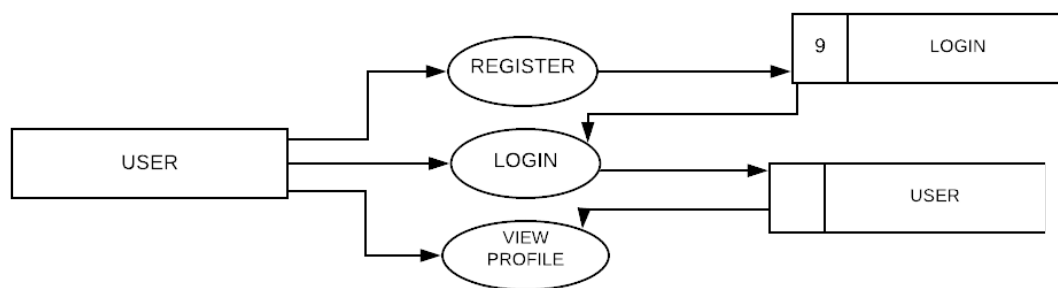 REGISTER
9
LOGIN
USER
LOGIN
USER
VIEW
PROFILE